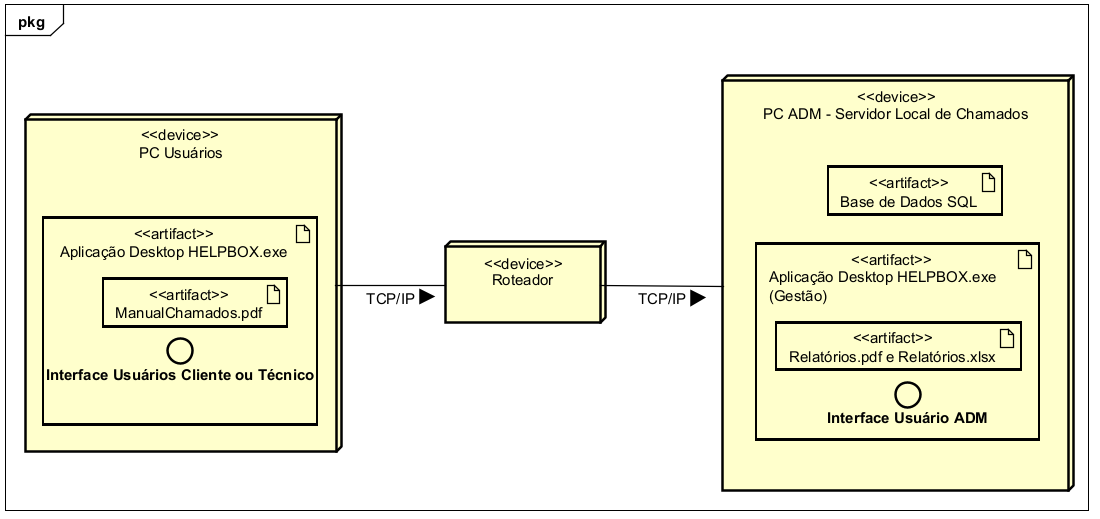 pkg
<<device>>
PC Usuários
<<artifact>>
Aplicação Desktop HELPBOX.exe
<<artifact>>
ManualChamados.pdf
Interface Usuários Cliente ou Técnico
TCP/IP
<<device>>
Roteador
TCP/IP
<<device>>
PC ADM - Servidor Local de Chamados
<<artifact>>
Base de Dados SQL
<<artifact>>
Aplicação Desktop HELPBOX.exe
(Gestão)
<<artifact>>
Relatórios.pdf e Relatórios.xlsx
Interface Usuário ADM